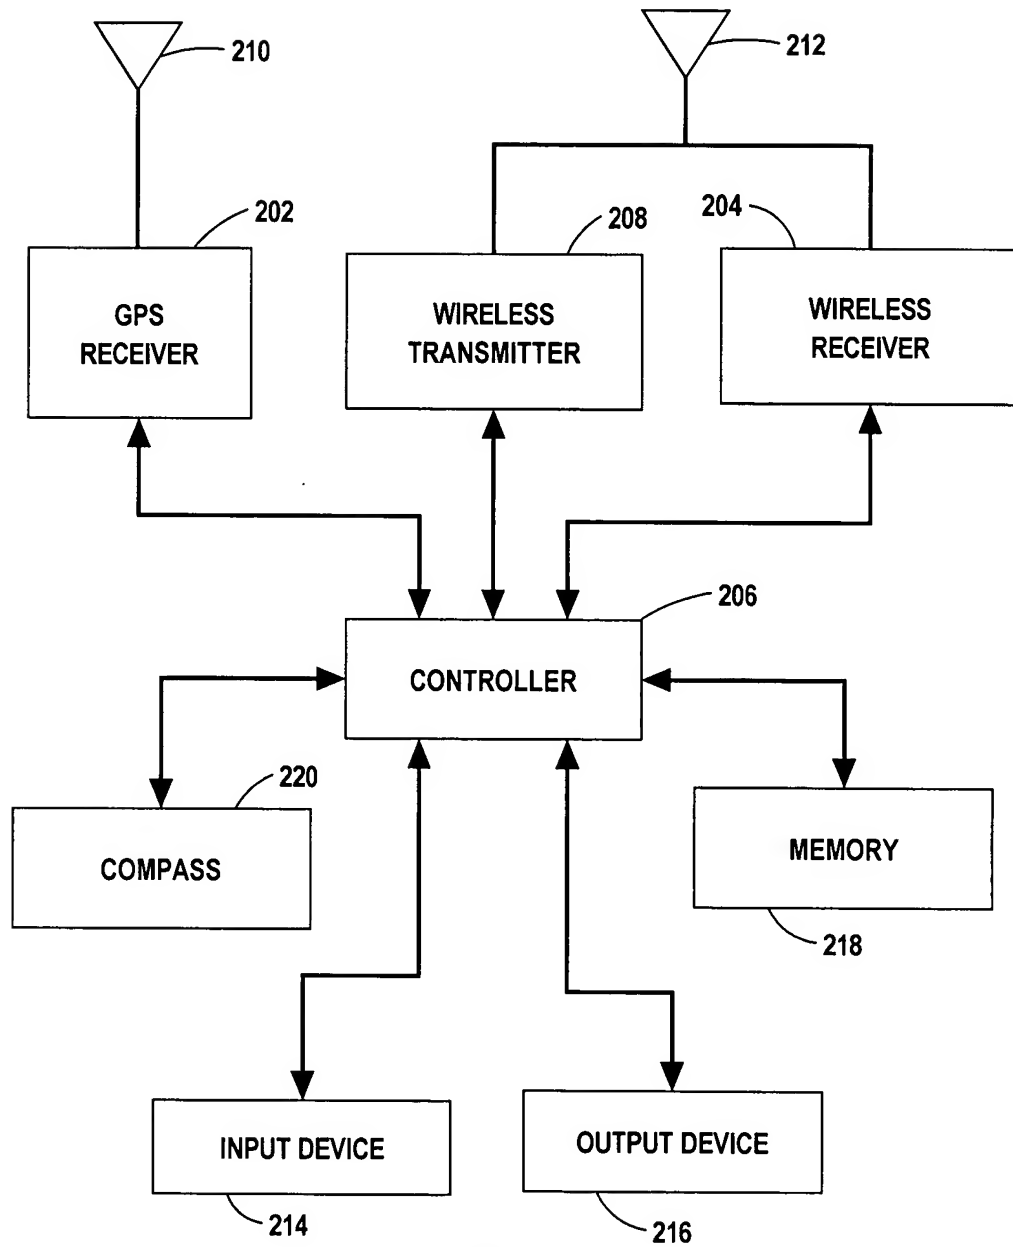 210
212
202
208
204
GPS
RECEIVER
WIRELESS
TRANSMITTER
WIRELESS
RECEIVER
206
CONTROLLER
220
COMPASS
MEMORY
218
INPUT DEVICE
OUTPUT DEVICE
214
216